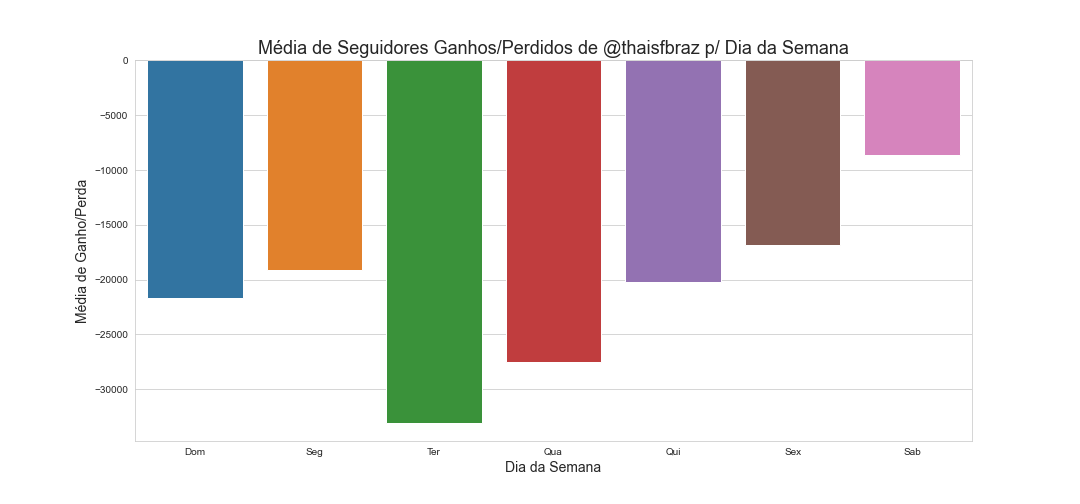 Média de Seguidores Ganhos/Perdidos de @thaisfbraz p/ Dia da Semana
Média de Ganho/Perda
0
−5000
−10000
−15000
−20000
−25000
−30000
Dom Seg Ter Qua Qui Sex Sab
Dia da Semana